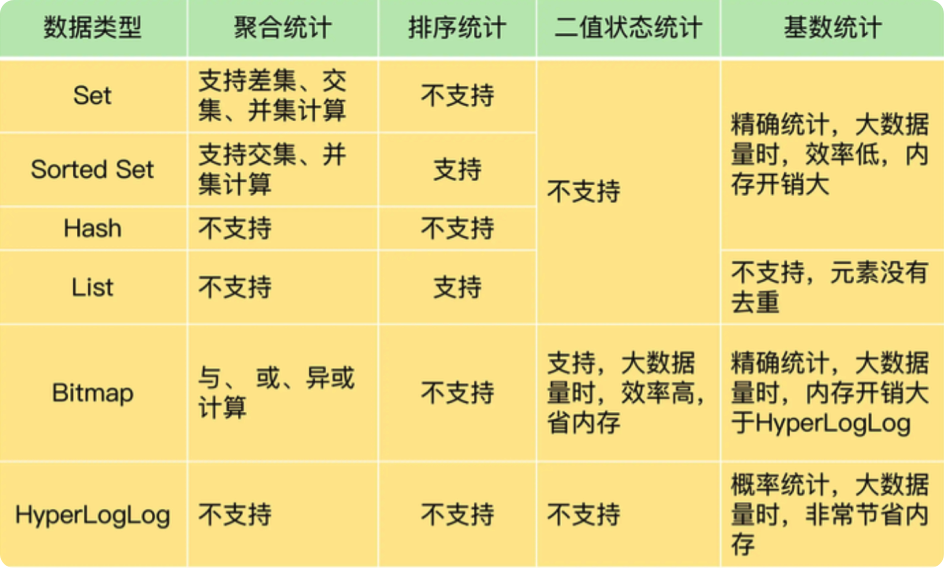 数据类型 聚合统计 排序统计 二值状态统计 基数统计
Set
支持差集、交
集、并集计算
不支持
不支持
精确统计，大数据
量时，效率低，内
存开销大
Sorted Set
支持交集、并
集计算
支持
Hash
不支持
不支持
List
不支持
支持
不支持，元素没有
去重
Bitmap
与、 或、异或
计算
不支持
支持，大数据
量时，效率高，
省内存
精确统计，大数据
量时，内存开销大
于HyperLogLog
HyperLogLog
不支持
不支持
不支持
概率统计，大数据
量时，非常节省内
存